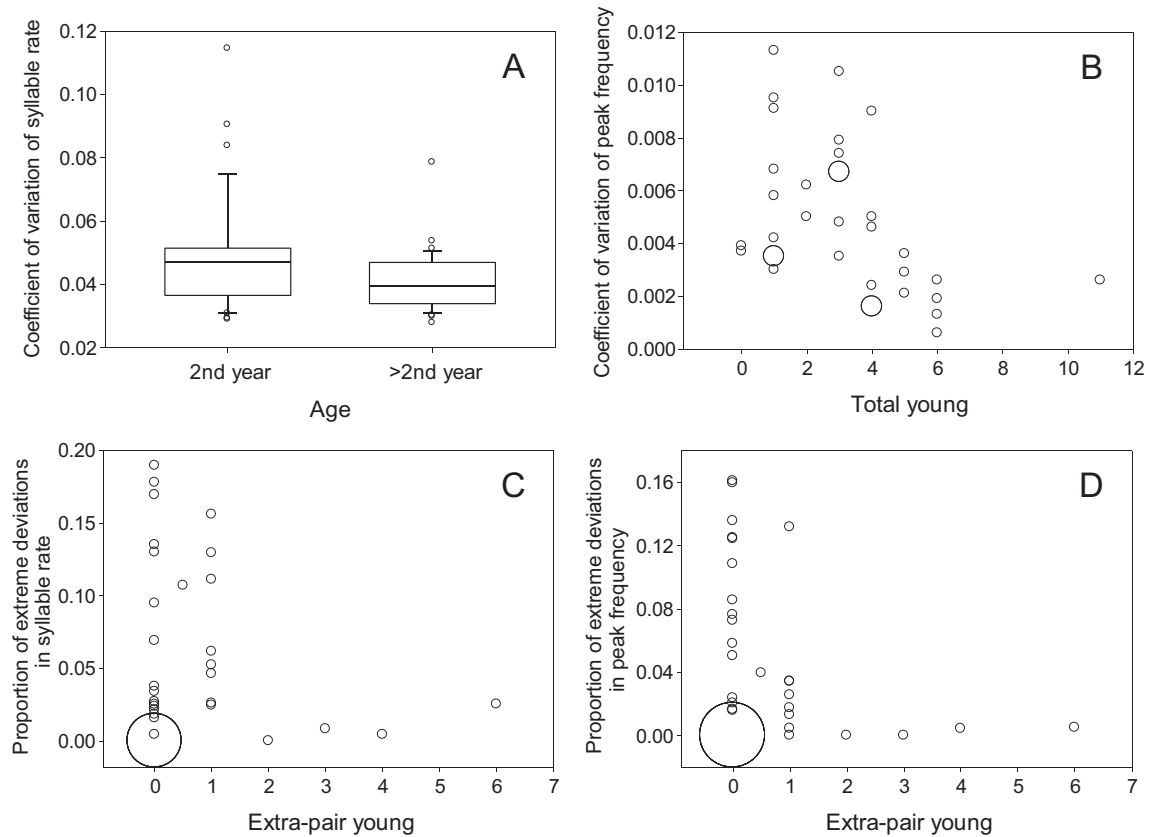 Coefficient of variation of syllable rate
0.12
0.10
0.08
0.06
0.04
0.02
A
2nd year
>2nd year
Age
Coefficient of variation of peak frequency
0.012
0.010
0.008
0.006
0.004
0.002
0.000
B
0 2 4 6 8 10 12
Total young
Proportion of extreme deviations
in syllable rate
0.20
0.15
0.10
0.05
0.00
C
0 1 2 3 4 5 6 7
Extra-pair young
Proportion of extreme deviations
in peak frequency
0.16
0.12
0.08
0.04
0.00
D
0 1 2 3 4 5 6 7
Extra-pair young